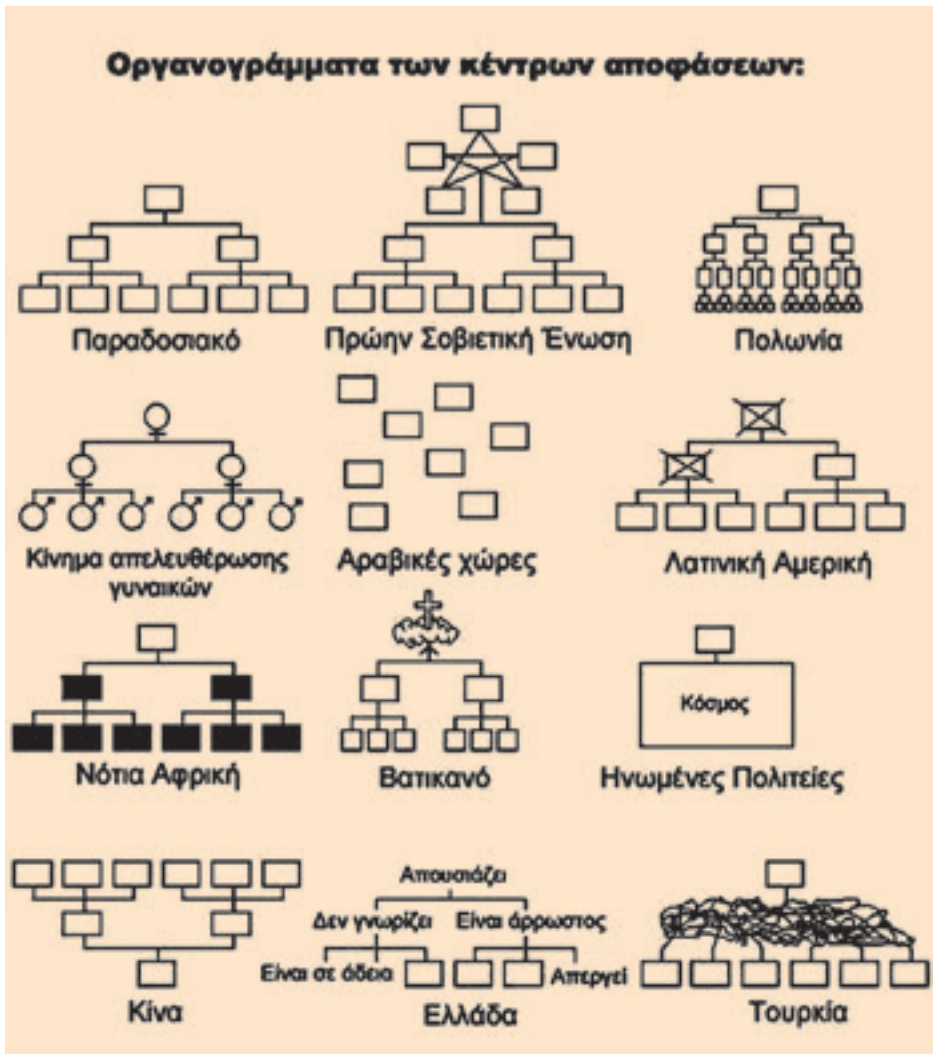 Οργανογράμματα των κέντρων αποφάσεων:
Παραδοσιακό
Πρώην Σοβιετική Ένωση
Πολωνία
Κίνημα απελευθέρωσης
γυναικών
Αραβικές χώρες
Λατινική Αμερική
Νότια Αφρική
Βατικανό
Κόσμος
Ηνωμένες Πολιτείες
Κίνα
Απουσιάζει
Δεν γνωρίζει
Είναι άρρωστος
Είναι σε άδεια
Απεργεί
Ελλάδα
Τουρκία